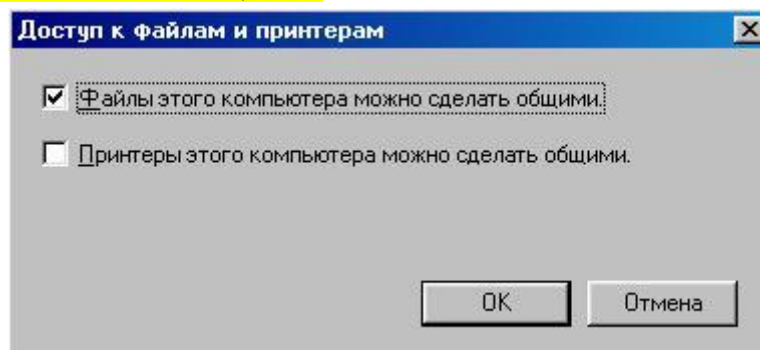 Доступ к файлам и принтерам
Файлы этого компьютера можно сделать общими.
Принтеры этого компьютера можно сделать общими.
OK
Отмена